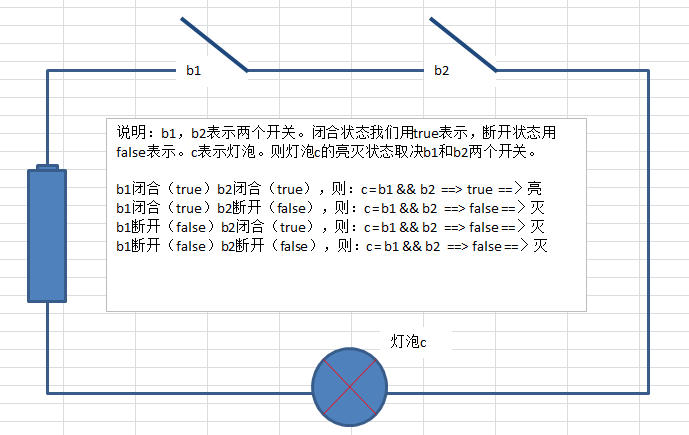 b1
b2
说明：b1，b2表示两个开关。闭合状态我们用true表示，断开状态用
false表示。c表示灯泡。则灯泡c的亮灭状态取决b1和b2两个开关。
b1闭合（true）b2闭合（true），则：c = b1 && b2 ==> true ==> 亮
b1闭合（true）b2断开（false），则：c = b1 && b2 ==> false ==> 灭
b1断开（false）b2闭合（true），则：c = b1 && b2 ==> false ==> 灭
b1断开（false）b2断开（false），则：c = b1 && b2 ==> false ==> 灭
灯泡c